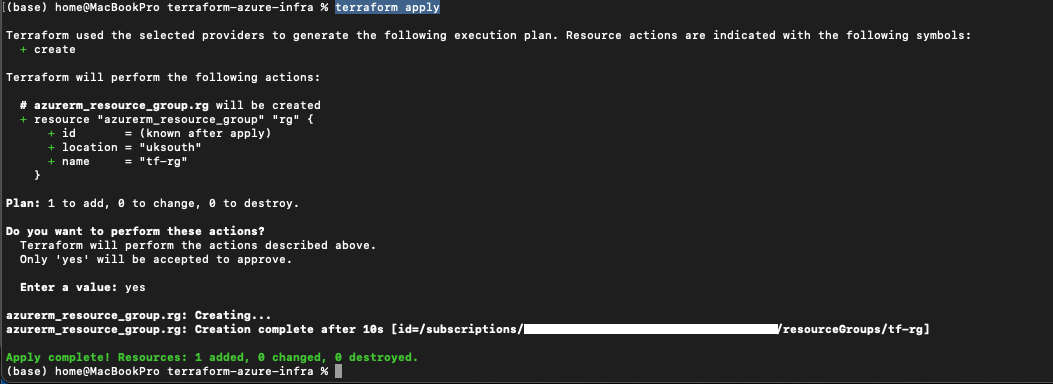 (base) home@MacBookPro terraform-azure-infra % terraform apply
Terraform used the selected providers to generate the following execution plan. Resource actions are indicated with the following symbols:
+ create
Terraform will perform the following actions:
# azurerm_resource_group.rg will be created
+ resource "azurerm_resource_group" "rg" {
+ id       = (known after apply)
+ location = "uksouth"
+ name     = "tf-rg"
}
Plan: 1 to add, 0 to change, 0 to destroy.
Do you want to perform these actions?
Terraform will perform the actions described above.
Only 'yes' will be accepted to approve.
Enter a value: yes
azurerm_resource_group.rg: Creating...
azurerm_resource_group.rg: Creation complete after 10s [id=/subscriptions/ /resourceGroups/tf-rg]
Apply complete! Resources: 1 added, 0 changed, 0 destroyed.
(base) home@MacBookPro terraform-azure-infra %